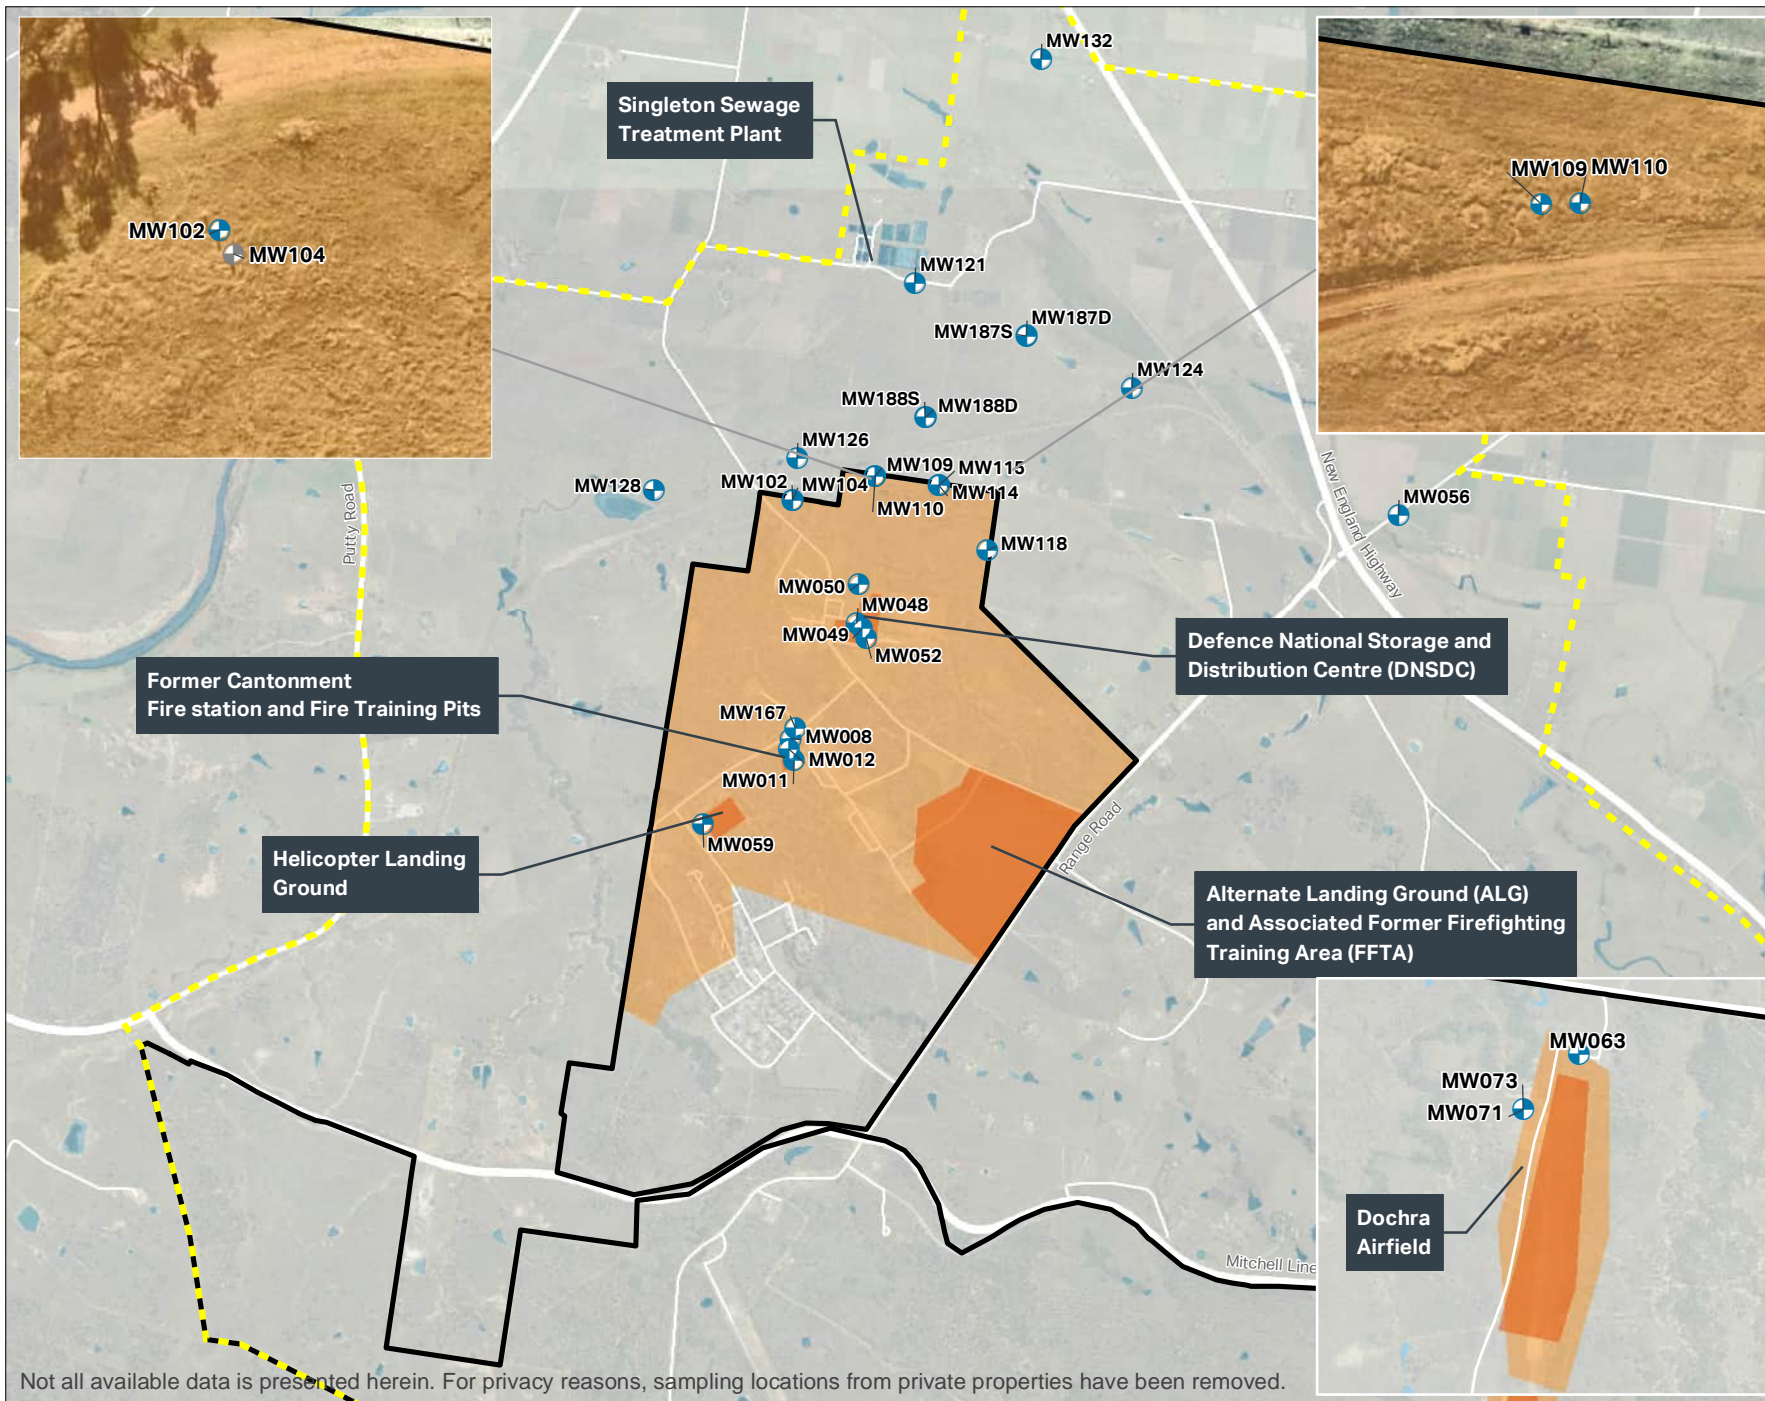 MW132
Singleton Sewage
Treatment Plant
MW109
MW110
MW102
MW104
MW121
MW187D
MW187S
MW124
MW188S
MW188D
MW126
MW109
MW115
MW128
MW102
MW104
MW114
MW110
MW056
Putty Road
New England Highway
MW118
MW050
MW048
MW049
MW052
Defence National Storage and
Distribution Centre (DNSDC)
Former Cantonment
Fire station and Fire Training Pits
MW167
MW008
MW012
MW011
MW059
Helicopter Landing
Ground
Range Road
Alternate Landing Ground (ALG)
and Associated Former Firefighting
Training Area (FFTA)
MW063
MW073
MW071
Dochra
Airfield
Mitchell Line
Not all available data is presented herein. For privacy reasons, sampling locations from private properties have been removed.